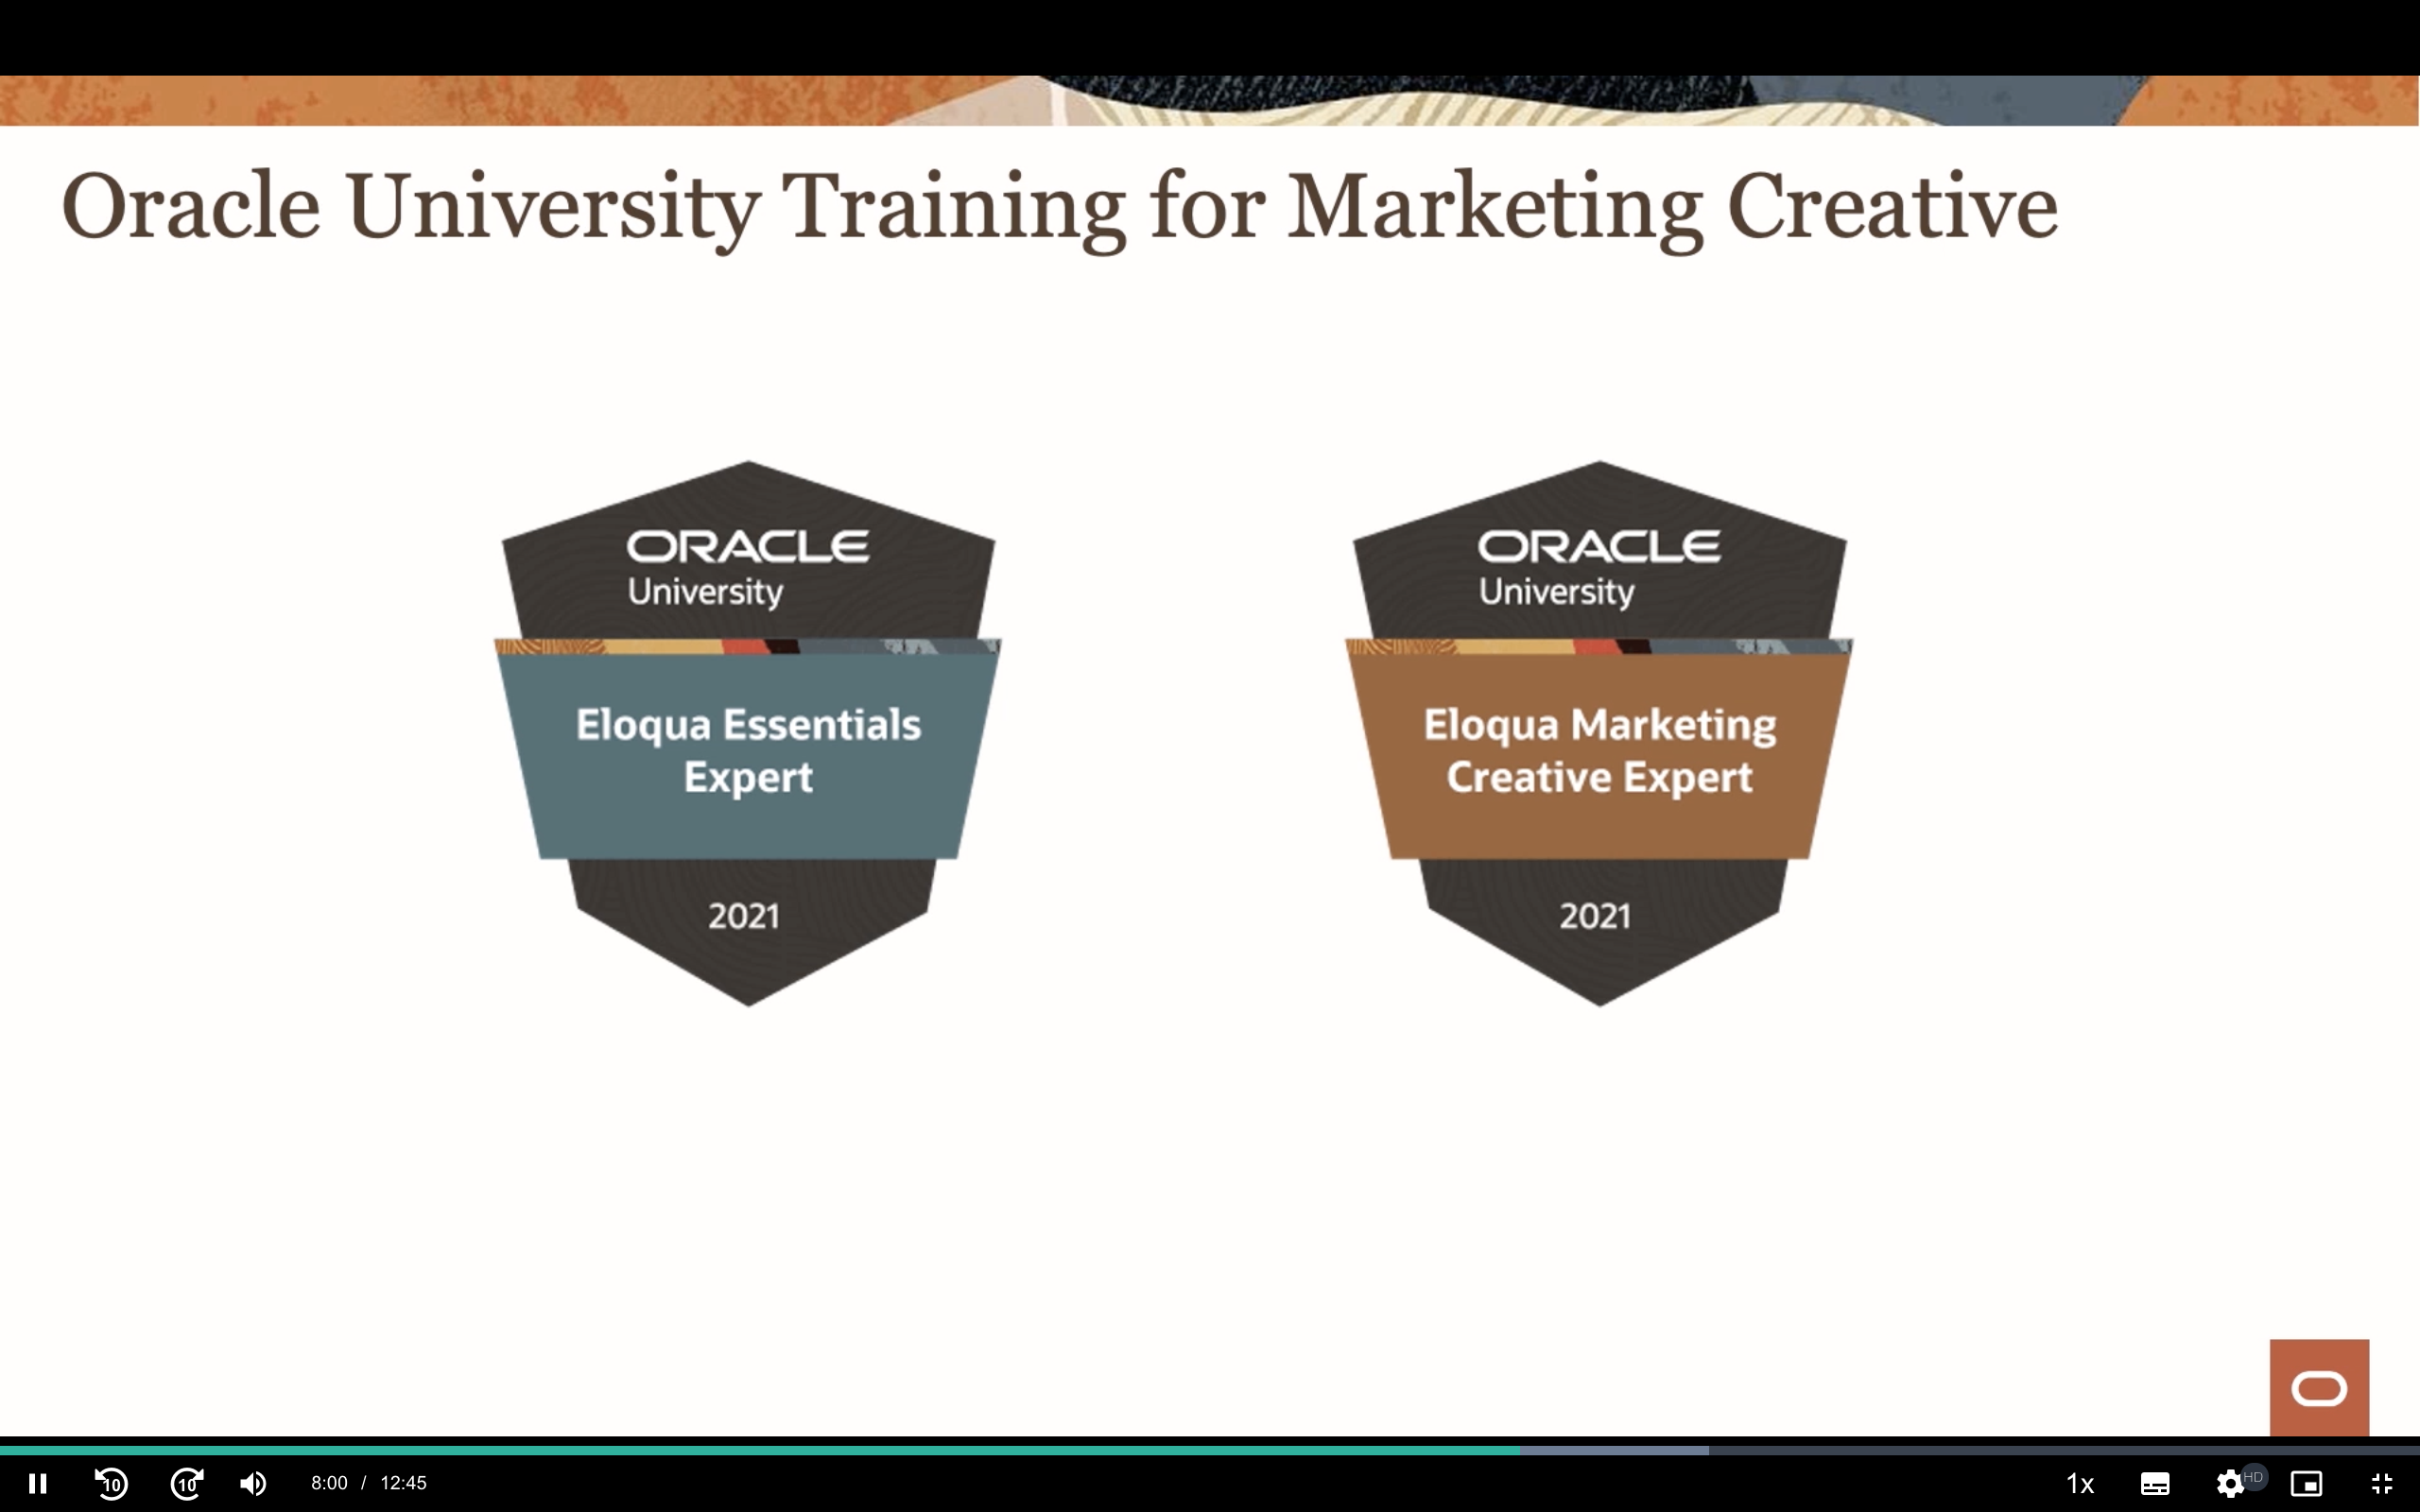 Oracle University Training for Marketing Creative
ORACLE
University
Eloqua Essentials
Expert
2021
ORACLE
University
Eloqua Marketing
Creative Expert
2021
10
10
8:00 / 12:45
1x
HD